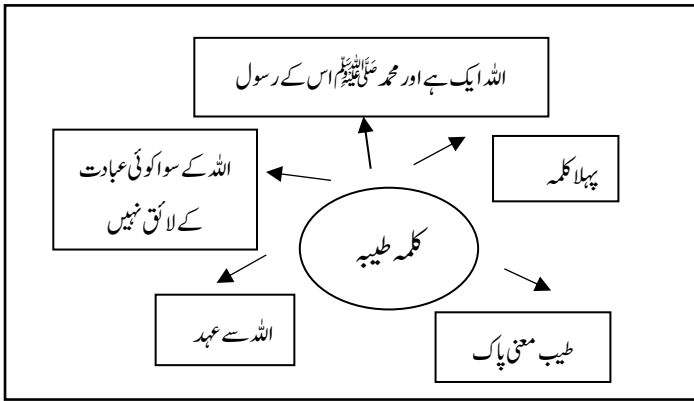 اللہ ایک ہے اور محمد ﷺ اس کے رسول
پہلا کلمہ
اللہ کے سوا کوئی عبادت
کے لائق نہیں
کلمہ طیبہ
اللہ سے عہد
طیب معنی پاک